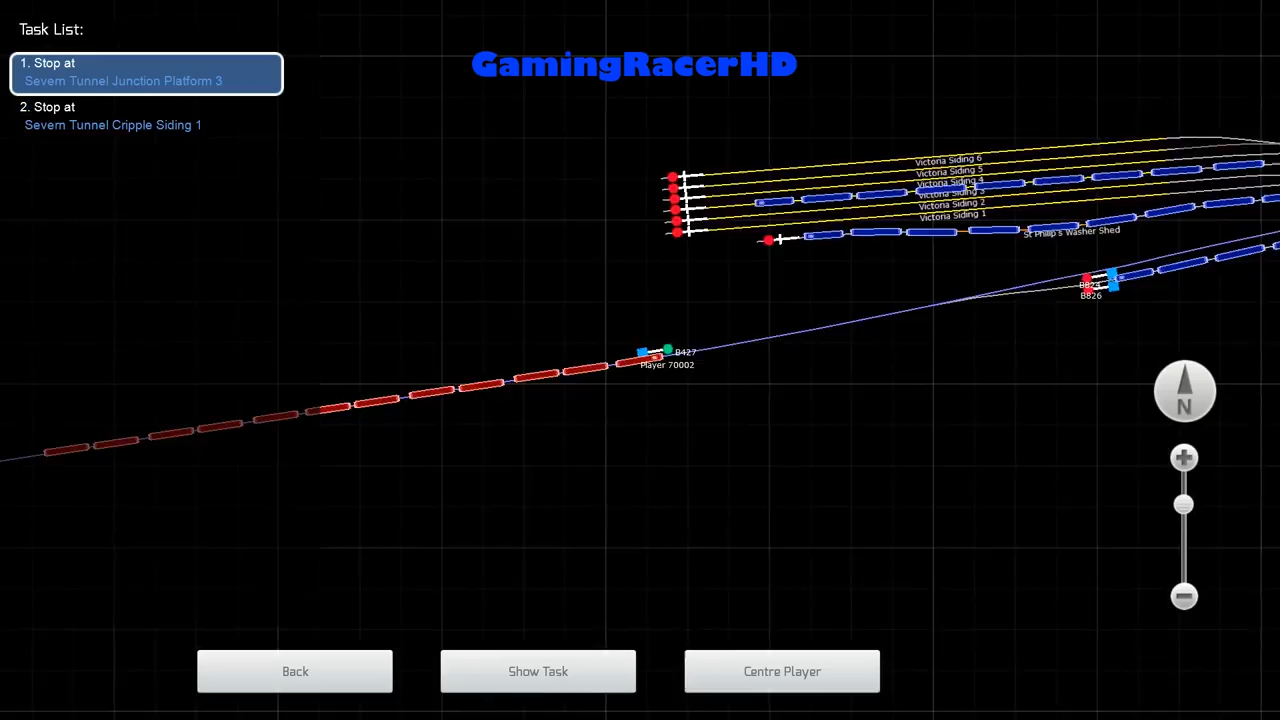 Task List:
1. Stop at
Severn Tunnel Junction Platform 3
2. Stop at
Severn Tunnel Cripple Siding 1
GamingRacerHD
Victoria Siding 6
Victoria Siding 5
Victoria Siding 4
Victoria Siding 3
Victoria Siding 2
Victoria Siding 1
St Philip's Washer Shed
B824
B826
B427
Player 70002
N
Back
Show Task
Centre Player